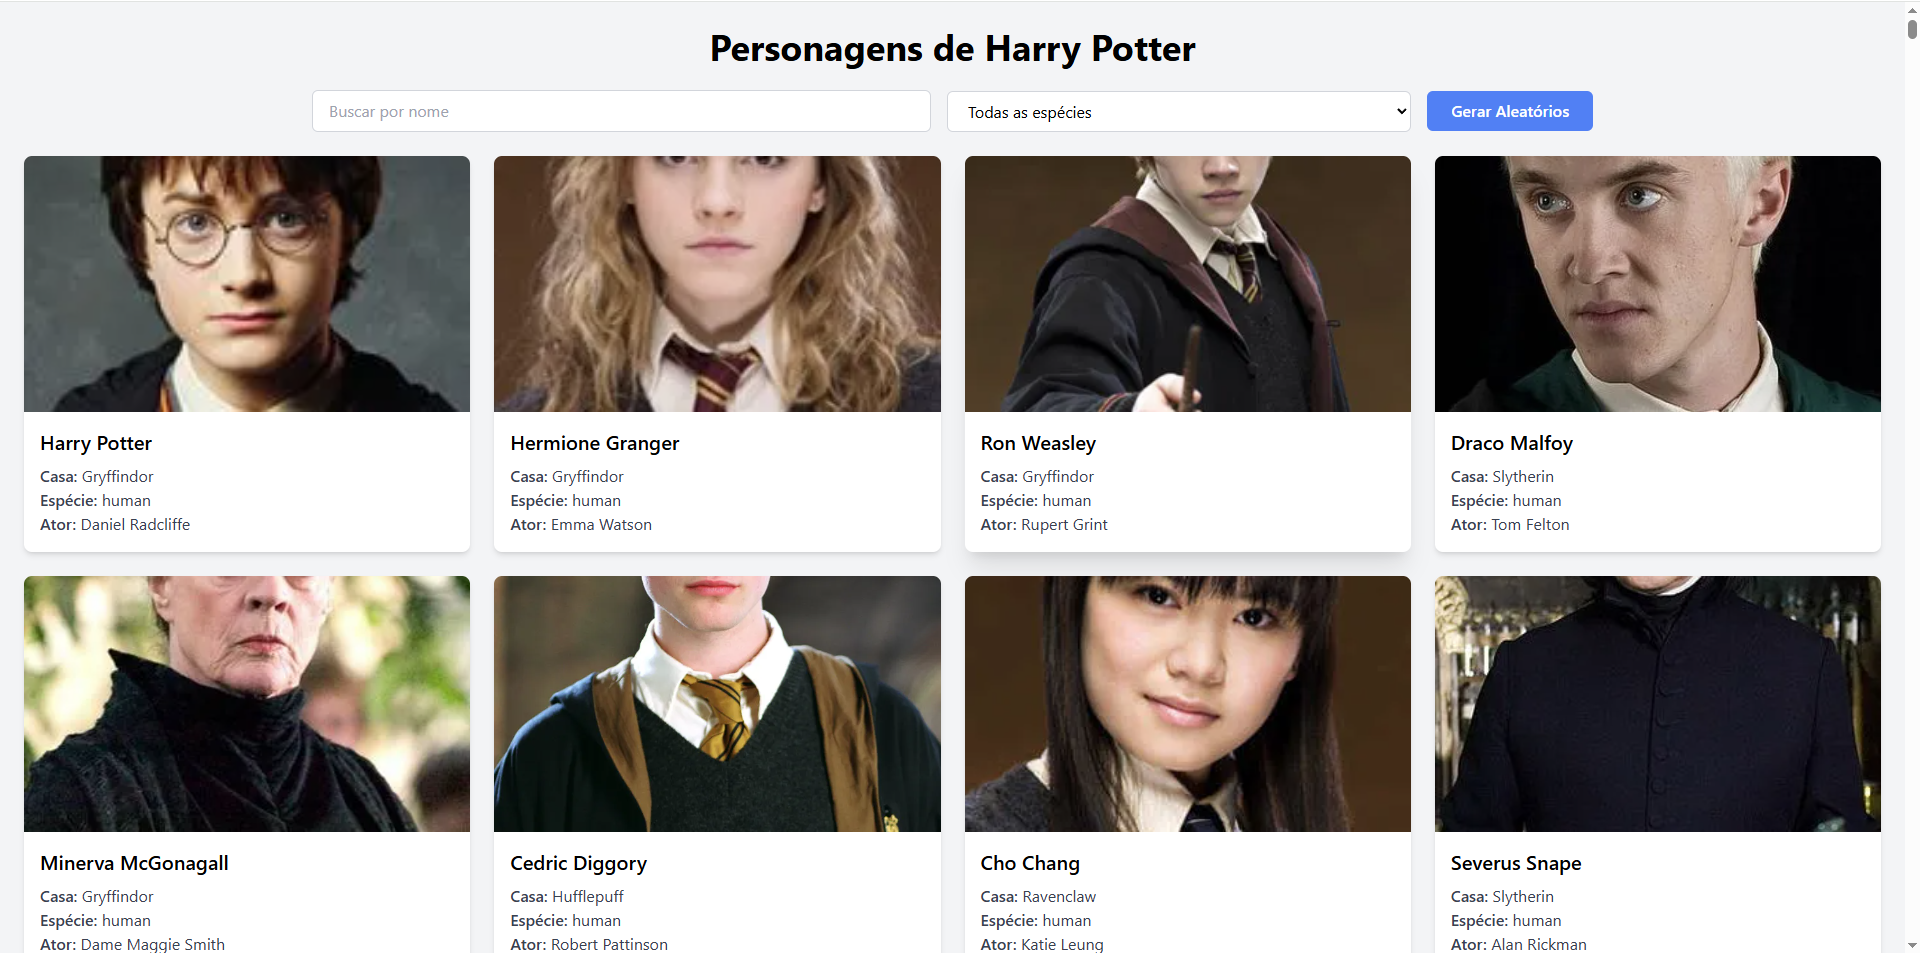 Personagens de Harry Potter
Buscar por nome
Todas as espécies
Gerar Aleatórios
Harry Potter
Casa: Gryffindor
Espécie: human
Ator: Daniel Radcliffe
Hermione Granger
Casa: Gryffindor
Espécie: human
Ator: Emma Watson
Ron Weasley
Casa: Gryffindor
Espécie: human
Ator: Rupert Grint
Draco Malfoy
Casa: Slytherin
Espécie: human
Ator: Tom Felton
Minerva McGonagall
Casa: Gryffindor
Espécie: human
Ator: Dame Maggie Smith
Cedric Diggory
Casa: Hufflepuff
Espécie: human
Ator: Robert Pattinson
Cho Chang
Casa: Ravenclaw
Espécie: human
Ator: Katie Leung
Severus Snape
Casa: Slytherin
Espécie: human
Ator: Alan Rickman